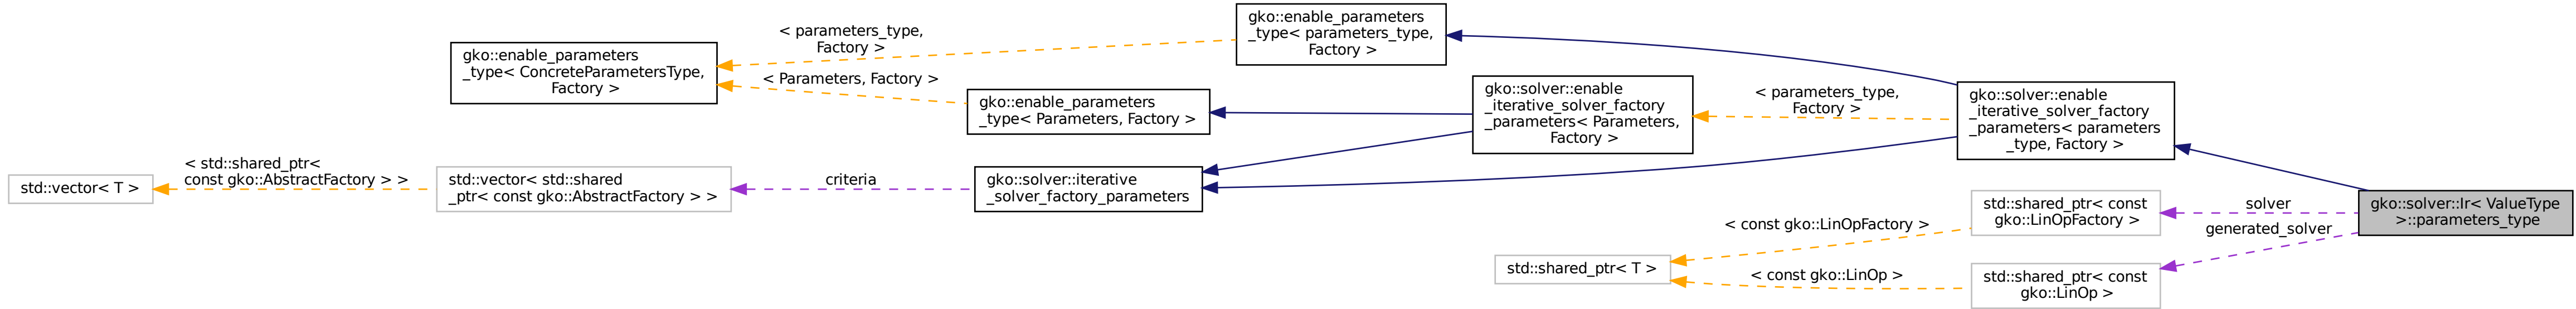 gko::enable_parameters
_type< parameters_type,
Factory >
< parameters_type,
Factory >
gko::enable_parameters
_type< ConcreteParametersType,
Factory >
< Parameters, Factory >
gko::enable_parameters
_type< Parameters, Factory >
gko::solver::enable
_iterative_solver_factory
_parameters< Parameters,
Factory >
< parameters_type,
Factory >
gko::solver::enable
_iterative_solver_factory
_parameters< parameters
_type, Factory >
std::vector< T >
< std::shared_ptr<
const gko::AbstractFactory > >
std::vector< std::shared
_ptr< const gko::AbstractFactory > >
criteria
gko::solver::iterative
_solver_factory_parameters
std::shared_ptr< const
gko::LinOpFactory >
solver
gko::solver::Ir< ValueType
>::parameters_type
generated_solver
< const gko::LinOpFactory >
std::shared_ptr< T >
< const gko::LinOp >
std::shared_ptr< const
gko::LinOp >